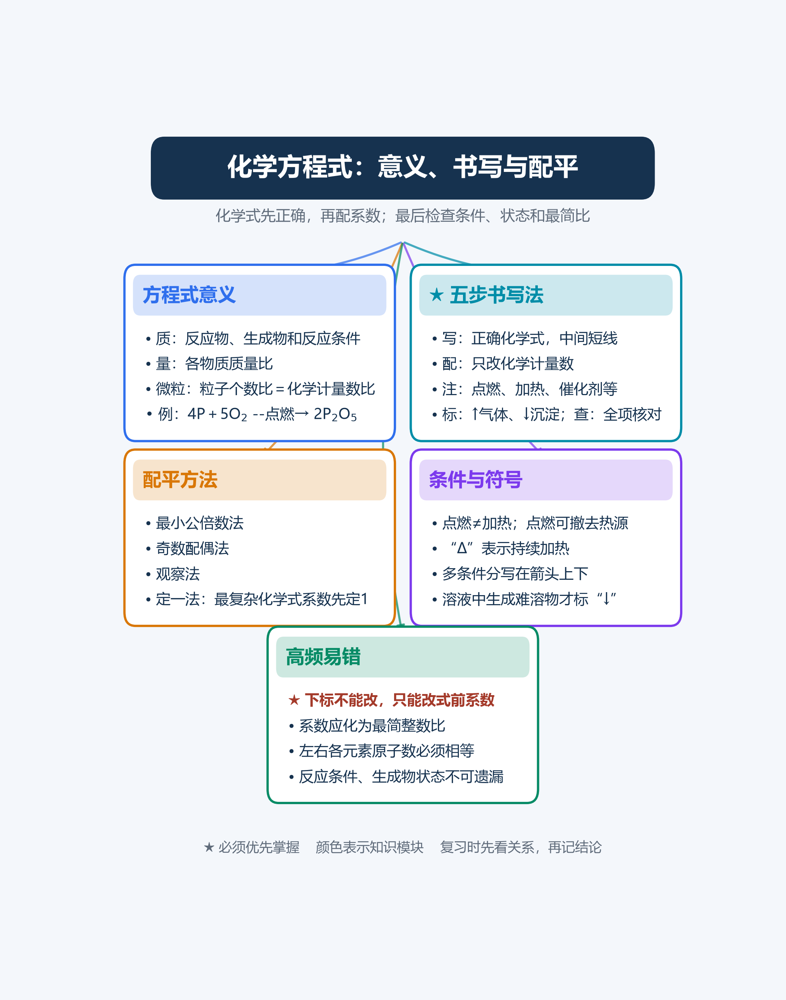 化学方程式：意义、书写与配平
化学式先正确，再配系数；最后检查条件、状态和最简比
方程式意义
• 质：反应物、生成物和反应条件
• 量：各物质质量比
• 微粒：粒子个数比 = 化学计量数比
• 例：4P + 5O₂ --点燃→ 2P₂O₅
★ 五步书写法
• 写：正确化学式，中间短线
• 配：只改化学计量数
• 注：点燃、加热、催化剂等
• 标：↑气体、↓沉淀；查：全项核对
配平方法
• 最小公倍数法
• 奇数配偶法
• 观察法
• 定一法：最复杂化学式系数先定1
条件与符号
• 点燃≠加热；点燃可撤去热源
• “Δ”表示持续加热
• 多条件分写在箭头上下
• 溶液中生成难溶物才标“↓”
高频易错
★ 下标不能改，只能改式前系数
• 系数应化为最简整数比
• 左右各元素原子数必须相等
• 反应条件、生成物状态不可遗漏
★ 必须优先掌握 颜色表示知识模块 复习时先看关系，再记结论